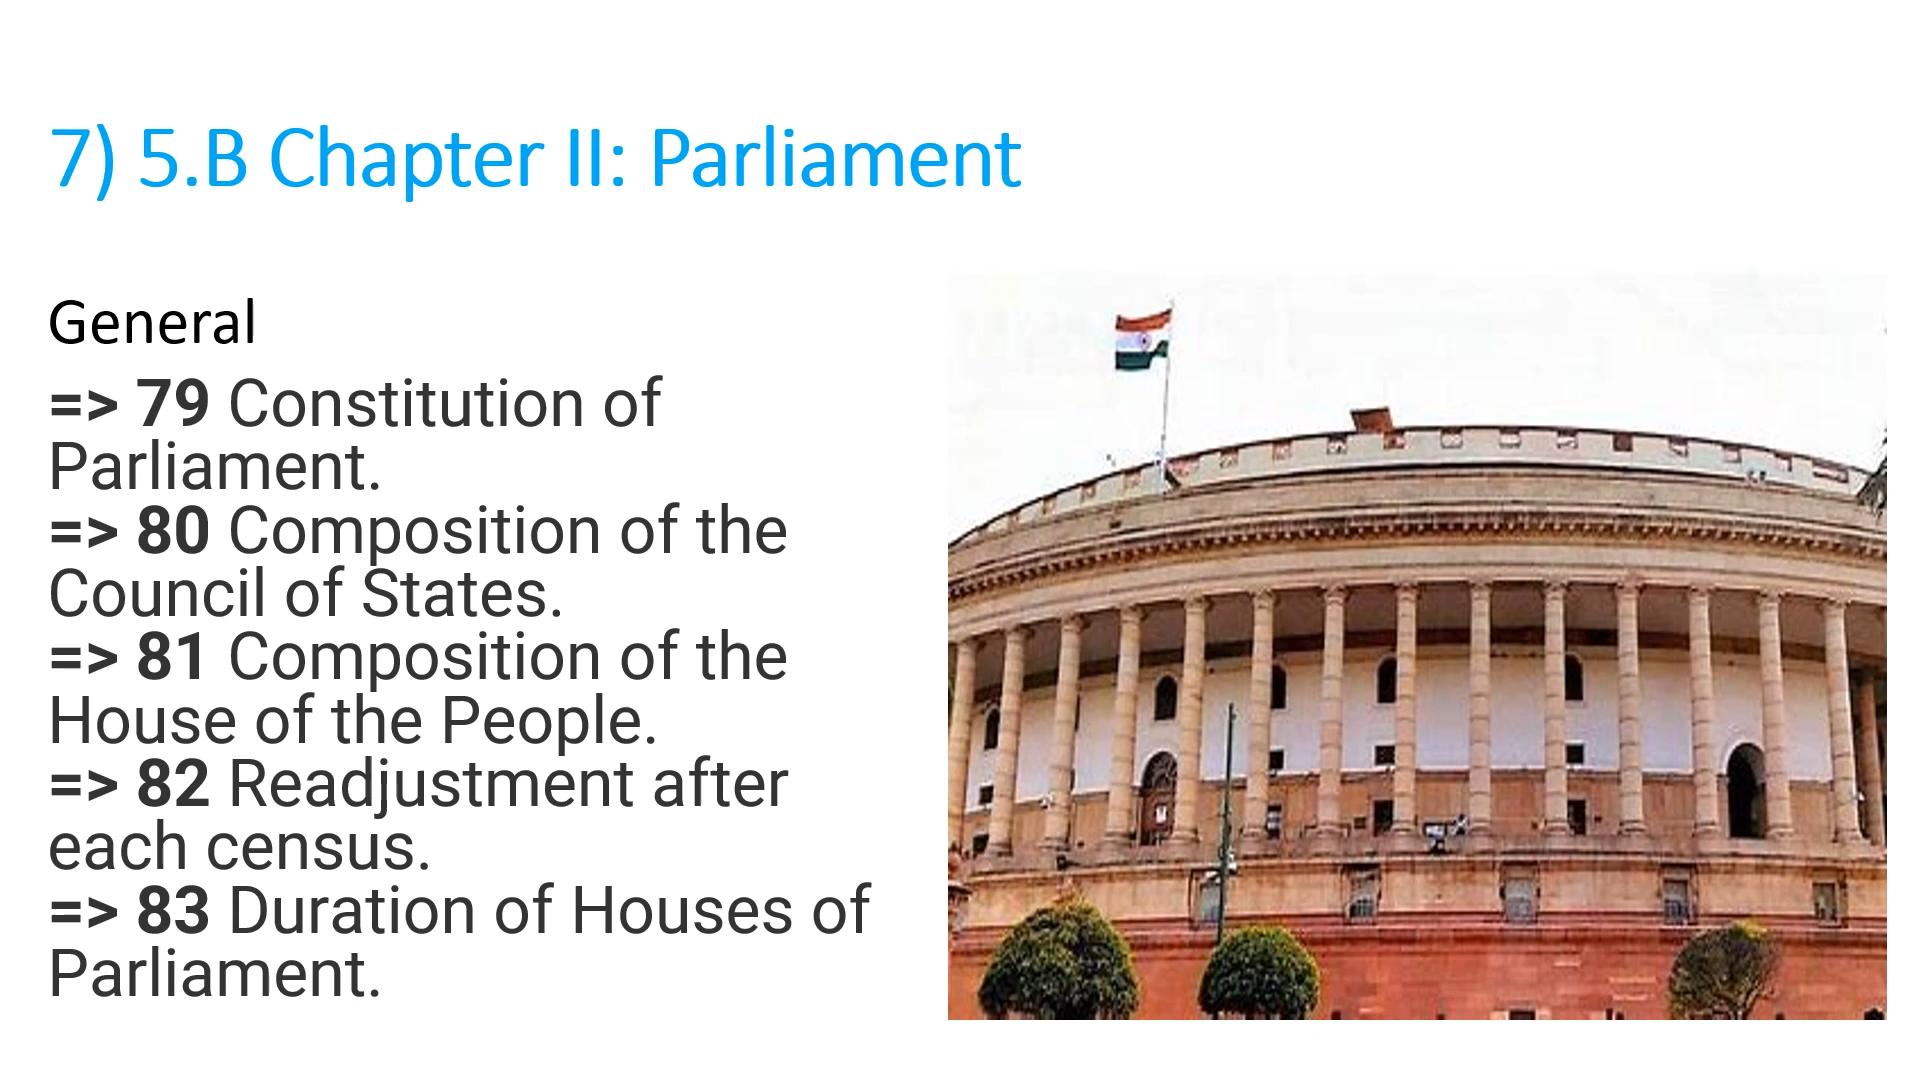 7) 5.B Chapter II: Parliament
General
=> 79 Constitution of
Parliament.
=> 80 Composition of the
Council of States.
=> 81 Composition of the
House of the People.
=> 82 Readjustment after
each census.
=> 83 Duration of Houses of
Parliament.